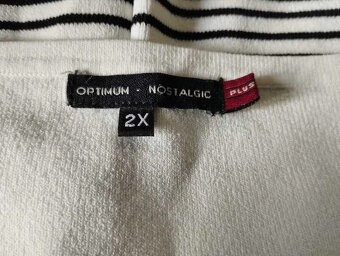 OPTIMUM · NOSTALGIC
PLUS
2X